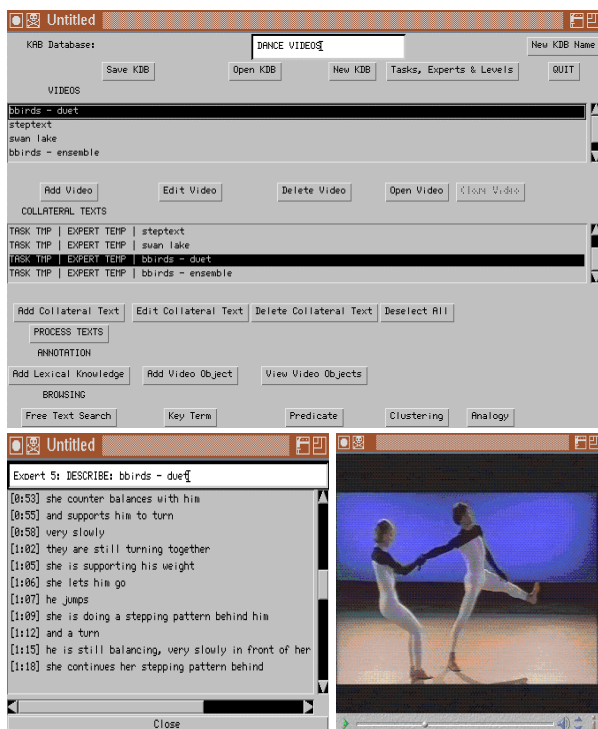 Untitled
KAB Database: DANCE VIDEOS New KDB Name
Save KDB Open KDB New KDB Tasks, Experts & Levels QUIT
VIDEOS
bbirds - duet
steptext
swan lake
bbirds - ensemble
Add Video Edit Video Delete Video Open Video Close Video
COLLATERAL TEXTS
TASK TMP | EXPERT TEMP | steptext
TASK TMP | EXPERT TEMP | swan lake
TASK TMP | EXPERT TEMP | bbirds - duet
TASK TMP | EXPERT TEMP | bbirds - ensemble
Add Collateral Text Edit Collateral Text Delete Collateral Text Deselect All
PROCESS TEXTS
ANNOTATION
Add Lexical Knowledge Add Video Object View Video Objects
BROWSING
Free Text Search Key Term Predicate Clustering Analogy
Untitled
Expert 5: DESCRIBE: bbirds - duet
[0:53] she counter balances with him
[0:55] and supports him to turn
[0:58] very slowly
[1:02] they are still turning together
[1:05] she is supporting his weight
[1:06] she lets him go
[1:07] he jumps
[1:09] she is doing a stepping pattern behind him
[1:12] and a turn
[1:15] he is still balancing, very slowly in front of her
[1:18] she continues her stepping pattern behind
Close